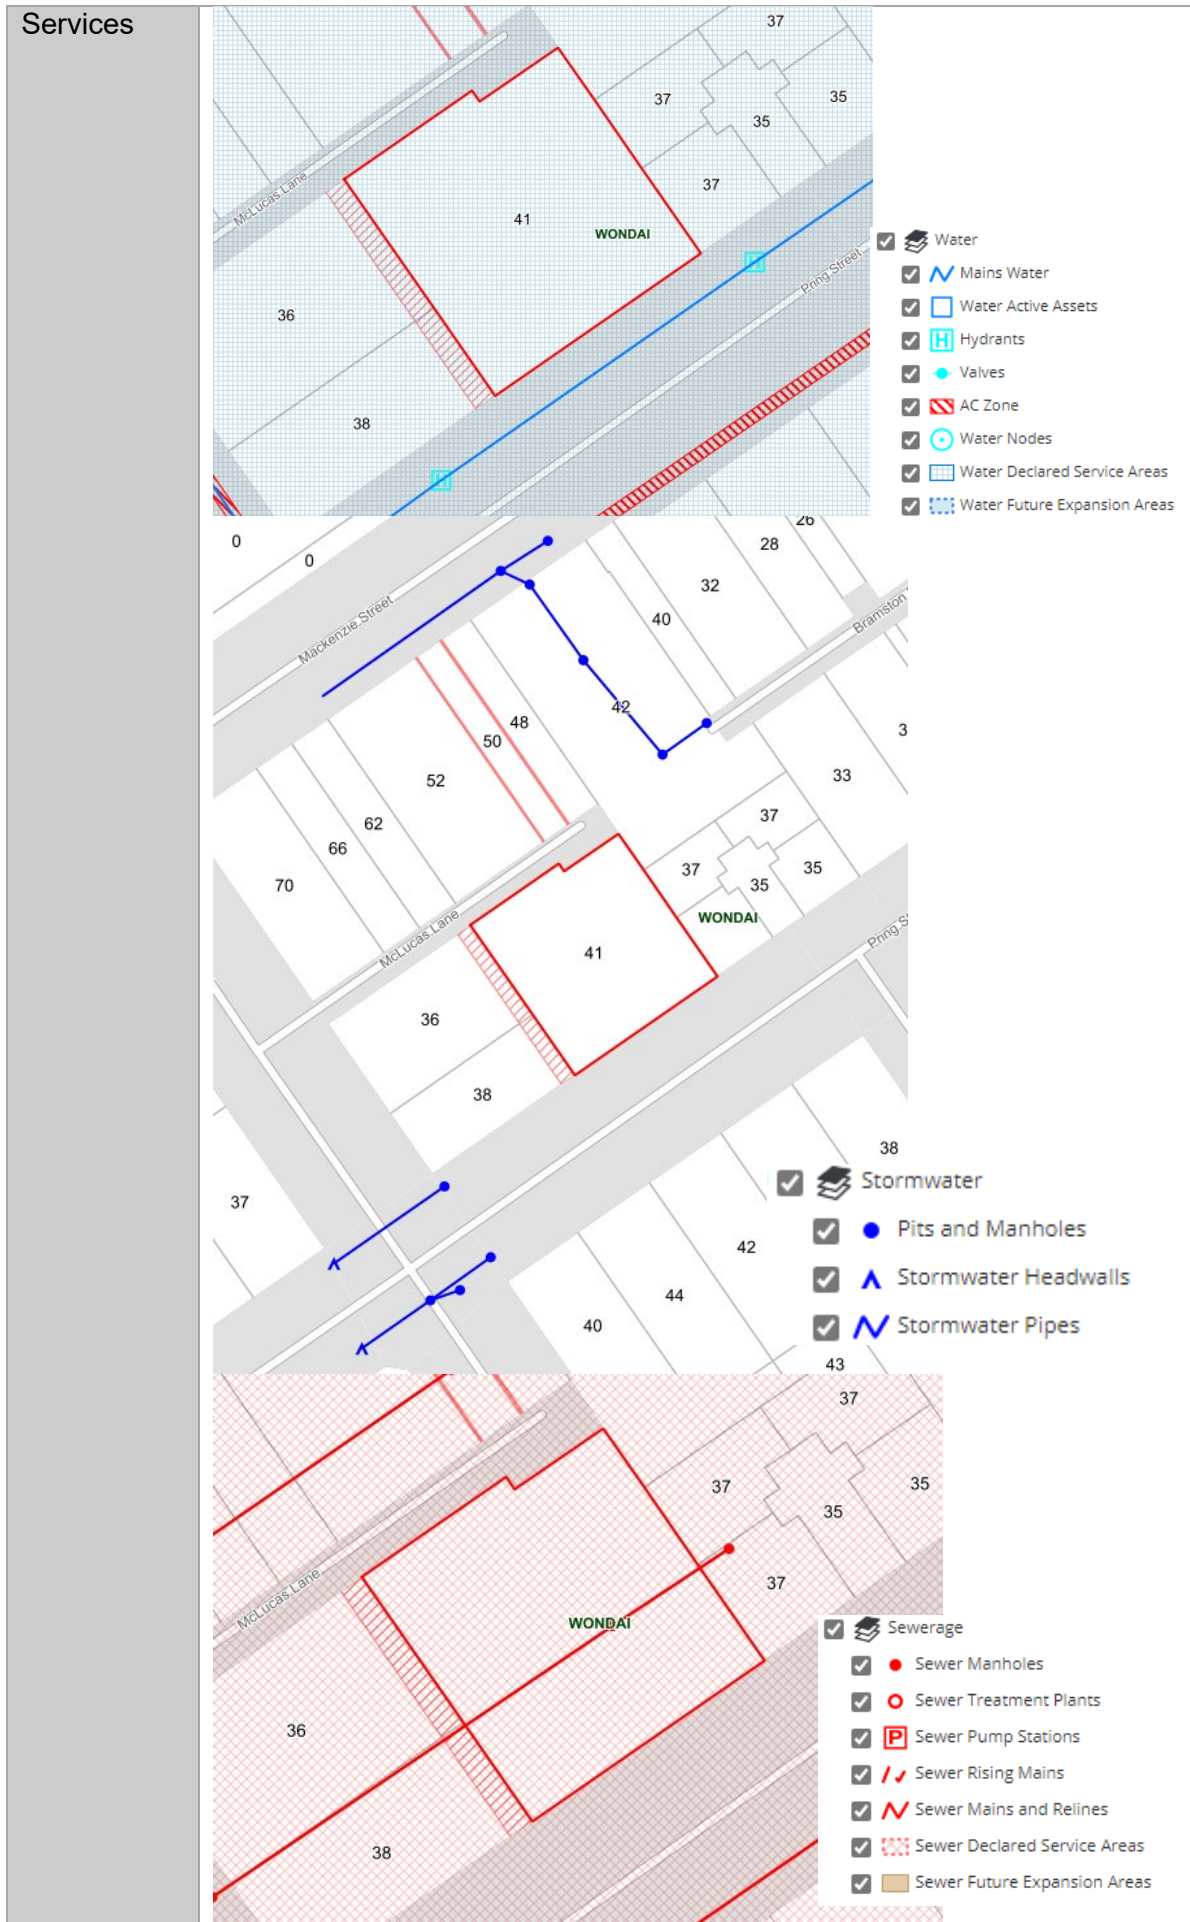 Services
37
37
35
35
37
McLucas Lane
41
WONDAI
Pring Street
36
38
H
H
Water
Mains Water
Water Active Assets
H Hydrants
Valves
AC Zone
Water Nodes
Water Declared Service Areas
Water Future Expansion Areas
0
0
26
28
32
40
Mackenzie Street
Bramston
42
48
50
52
62
66
70
33
37
37
35
35
WONDAI
McLucas Lane
41
Pring S
36
38
37
38
42
44
40
43
Stormwater
Pits and Manholes
Stormwater Headwalls
Stormwater Pipes
37
37
35
35
37
McLucas Lane
WONDAI
36
38
Sewerage
Sewer Manholes
Sewer Treatment Plants
P Sewer Pump Stations
Sewer Rising Mains
Sewer Mains and Relines
Sewer Declared Service Areas
Sewer Future Expansion Areas